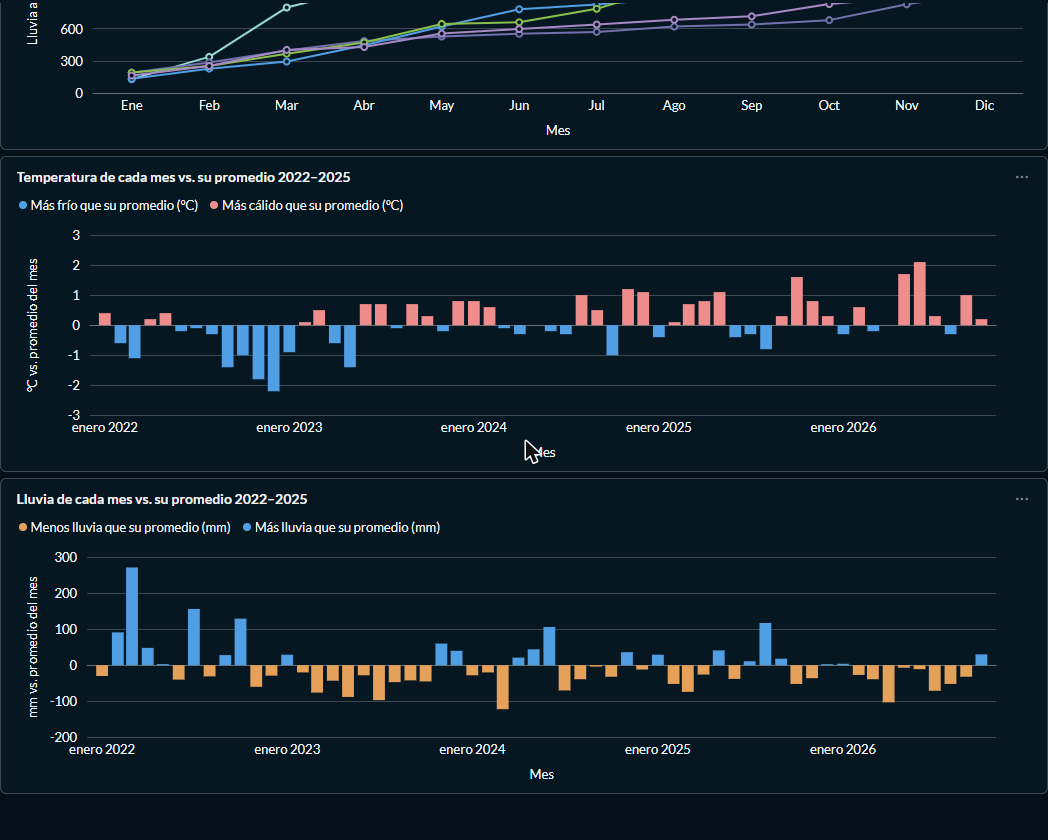 Lluvia a
600
300
0
Ene Feb Mar Abr May Jun Jul Ago Sep Oct Nov Dic
Mes
Temperatura de cada mes vs. su promedio 2022–2025
Más frío que su promedio (ºC) Más cálido que su promedio (ºC)
ºC vs. promedio del mes
3
2
1
0
-1
-2
-3
enero 2022 enero 2023 enero 2024 enero 2025 enero 2026
Mes
Lluvia de cada mes vs. su promedio 2022–2025
Menos lluvia que su promedio (mm) Más lluvia que su promedio (mm)
mm vs. promedio del mes
300
200
100
0
-100
-200
enero 2022 enero 2023 enero 2024 enero 2025 enero 2026
Mes